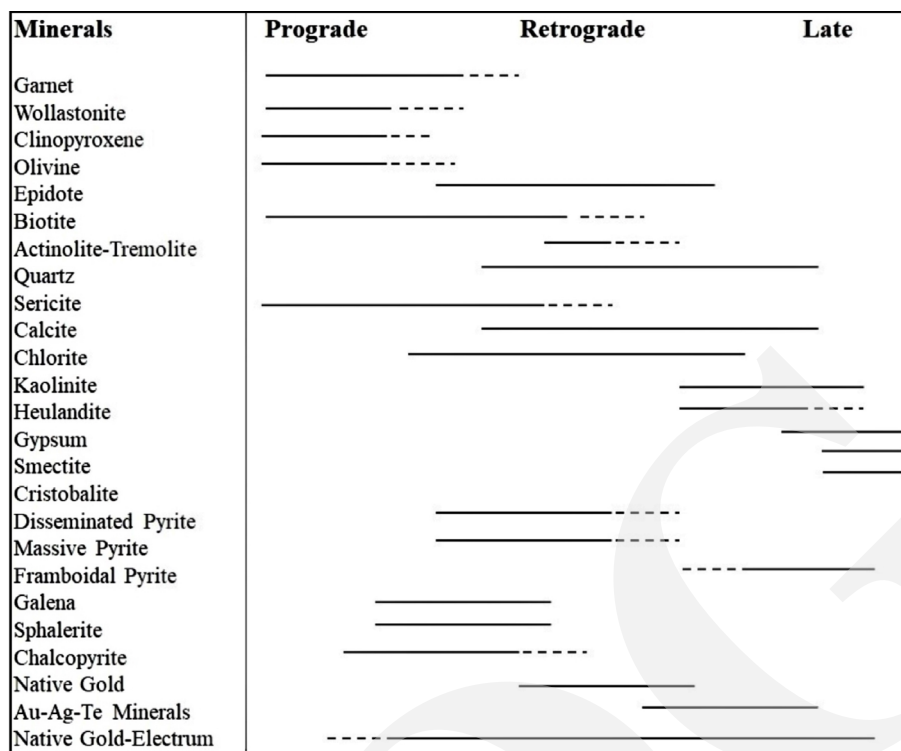 Minerals Prograde Retrograde Late
Garnet
Wollastonite
Clinopyroxene
Olivine
Epidote
Biotite
Actinolite-Tremolite
Quartz
Sericite
Calcite
Chlorite
Kaolinite
Heulandite
Gypsum
Smectite
Cristobalite
Disseminated Pyrite
Massive Pyrite
Framboidal Pyrite
Galena
Sphalerite
Chalcopyrite
Native Gold
Au-Ag-Te Minerals
Native Gold-Electrum